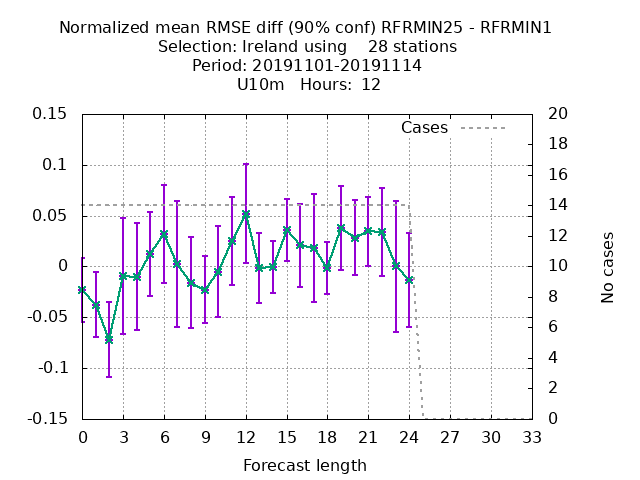 Normalized mean RMSE diff (90% conf) RFRMIN25 - RFRMIN1
Selection: Ireland using    28 stations
Period: 20191101-20191114
U10m   Hours:  12
Cases
0.15
0.1
0.05
0
-0.05
-0.1
-0.15
20
18
16
14
12
10
8
6
4
2
0
No cases
0 3 6 9 12 15 18 21 24 27 30 33
Forecast length